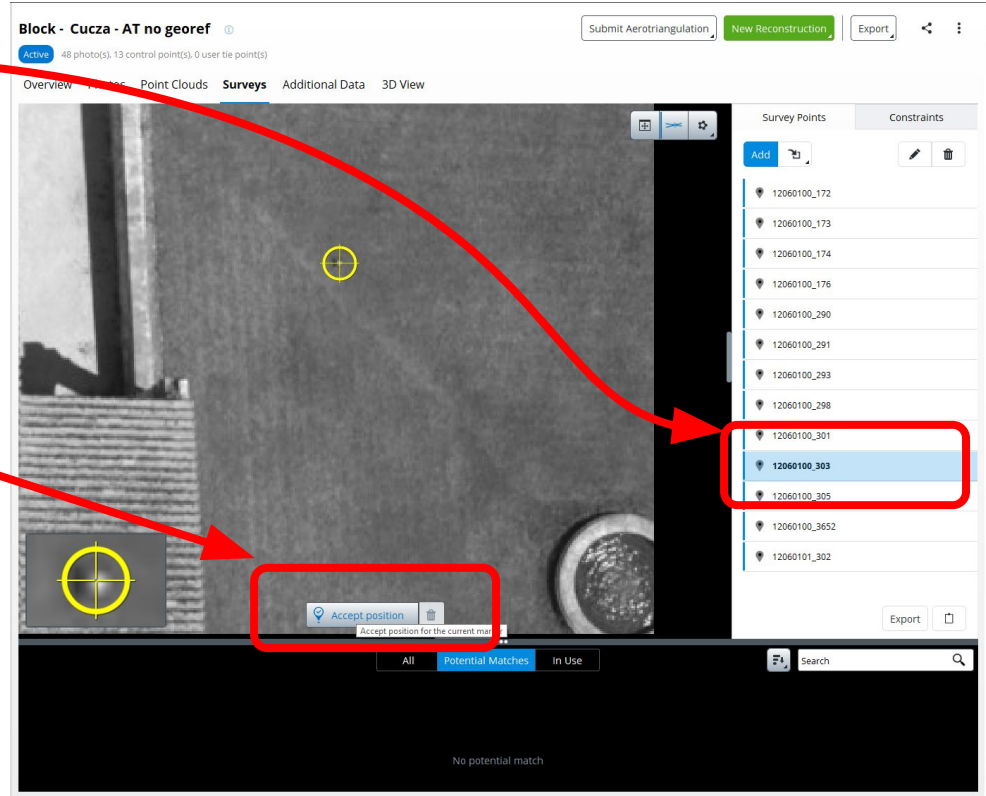 Block - Cucza - AT no georef
Submit Aerotriangulation
New Reconstruction
Export
Active 48 photo(s), 13 control point(s), 0 user tie point(s)
Overview Point Clouds Surveys Additional Data 3D View
Survey Points Constraints
Add
12060100_172
12060100_173
12060100_174
12060100_176
12060100_290
12060100_291
12060100_293
12060100_298
12060100_301
12060100_303
12060100_305
12060100_3652
12060101_302
Accept position
Accept position for the current marker
Export
All Potential Matches In Use
Search
No potential match